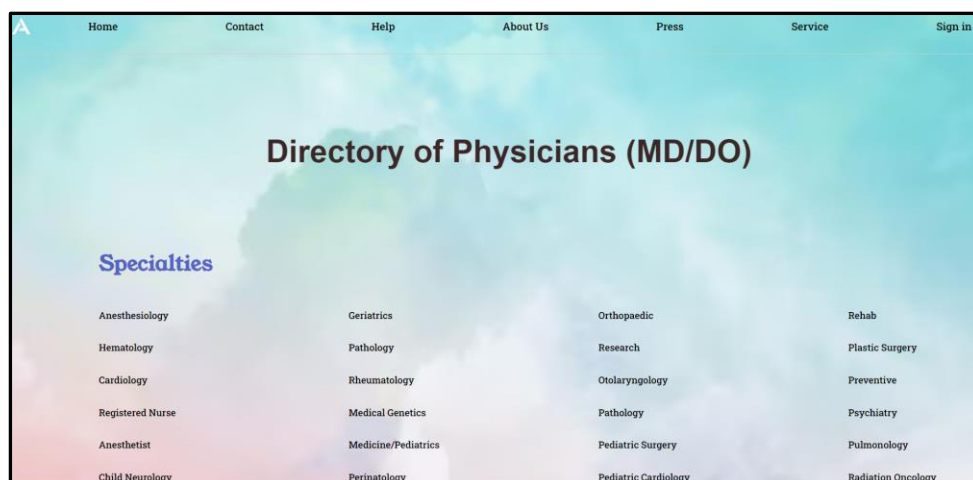 A Home Contact Help About Us Press Service Sign in
Directory of Physicians (MD/DO)
Specialties
Anesthesiology Geriatrics Orthopaedic Rehab
Hematology Pathology Research Plastic Surgery
Cardiology Rheumatology Otolaryngology Preventive
Registered Nurse Medical Genetics Pathology Psychiatry
Anesthetist Medicine/Pediatrics Pediatric Surgery Pulmonology
Child Neurology Perinatology Pediatric Cardiology Radiation Oncology